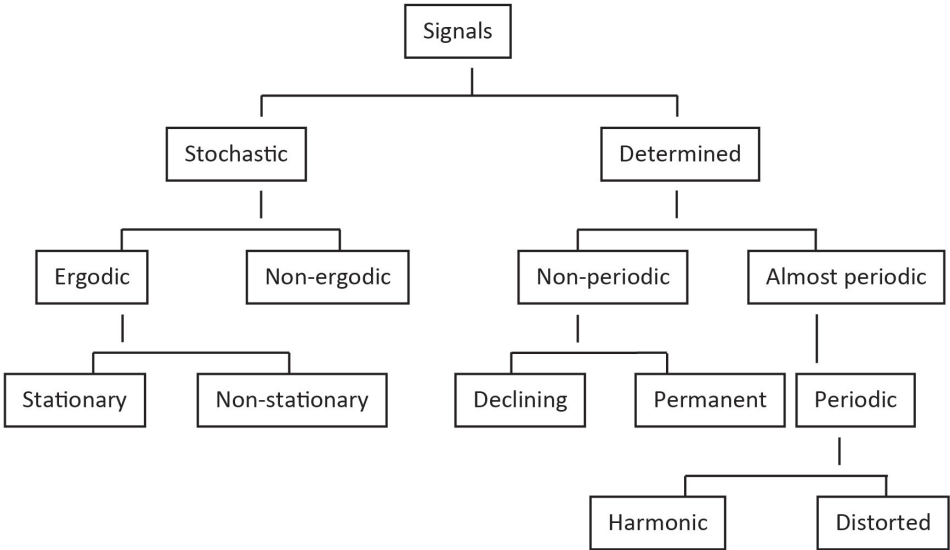 Signals
Stochastic
Determined
Ergodic
Non-ergodic
Non-periodic
Almost periodic
Stationary
Non-stationary
Declining
Permanent
Periodic
Harmonic
Distorted